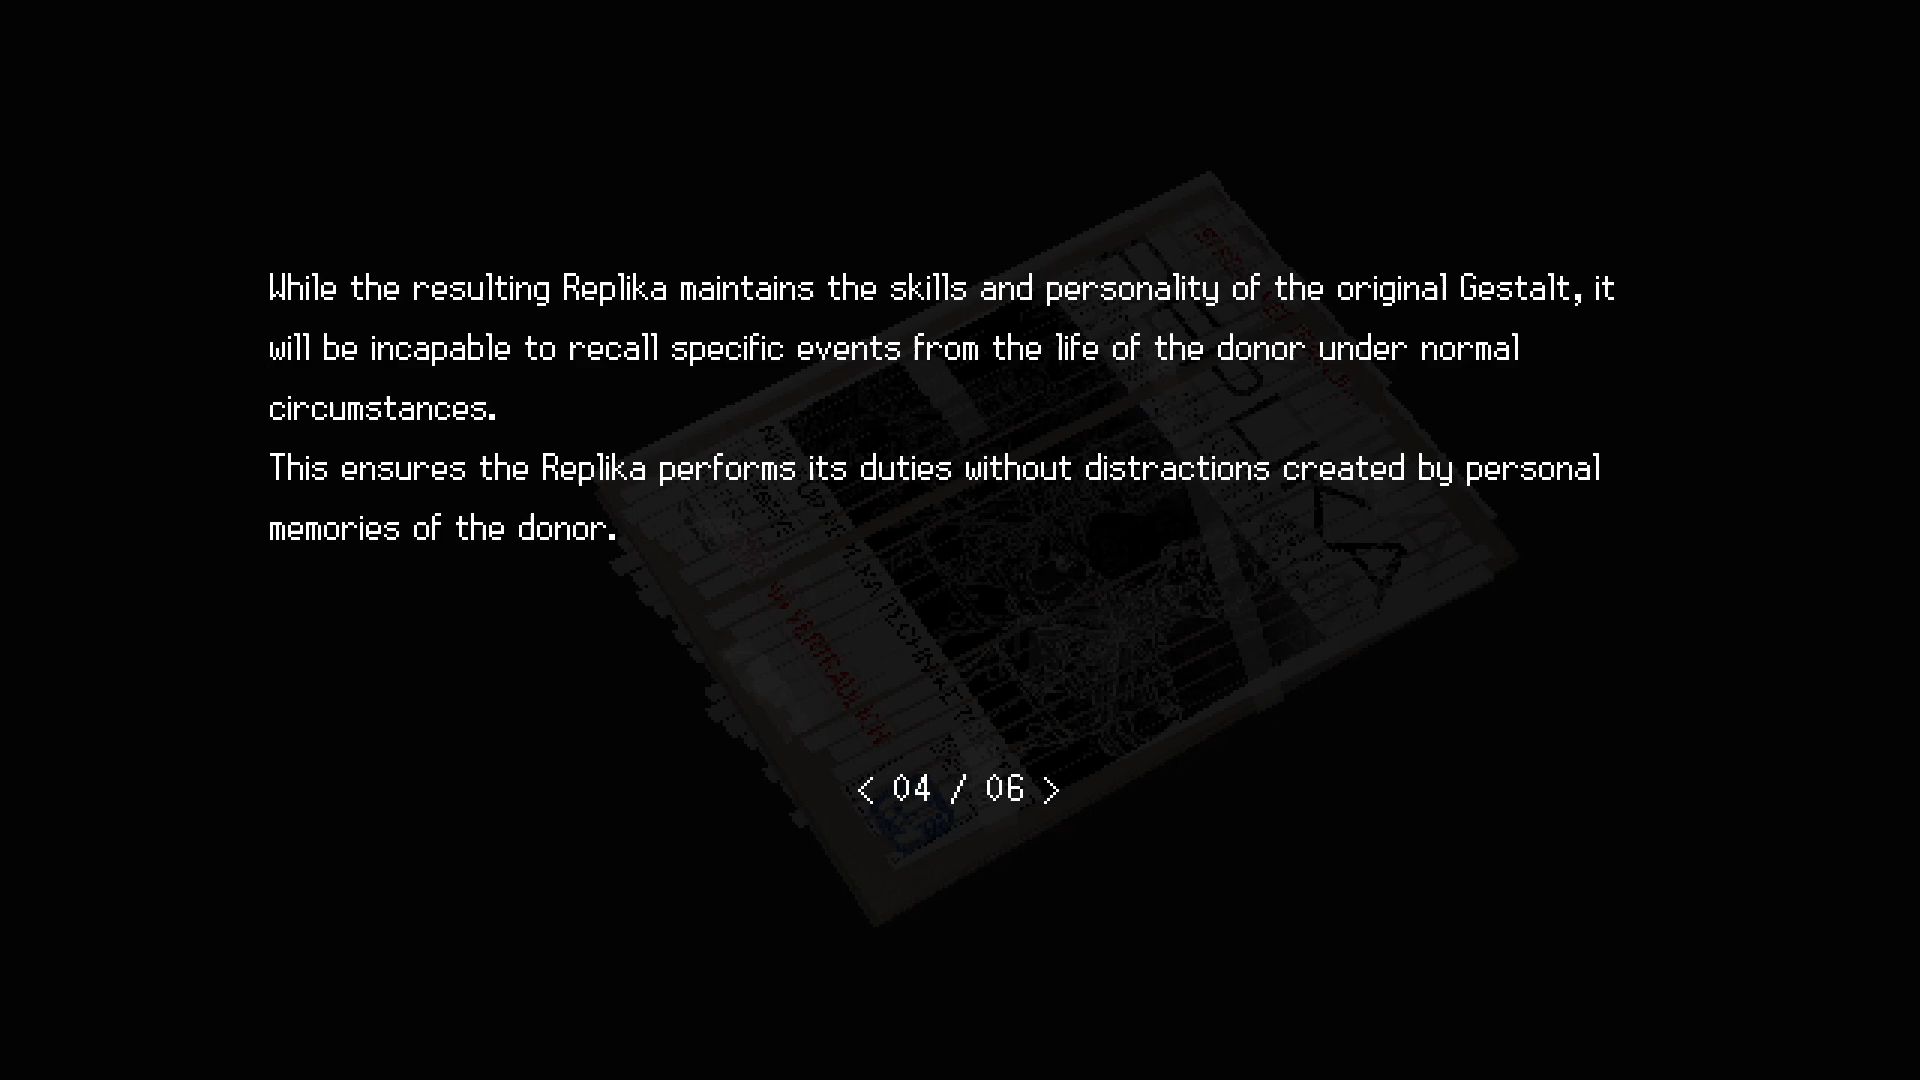 While the resulting Replika maintains the skills and personality of the original Gestalt, it
will be incapable to recall specific events from the life of the donor under normal
circumstances.
This ensures the Replika performs its duties without distractions created by personal
memories of the donor.
< 04 / 06 >